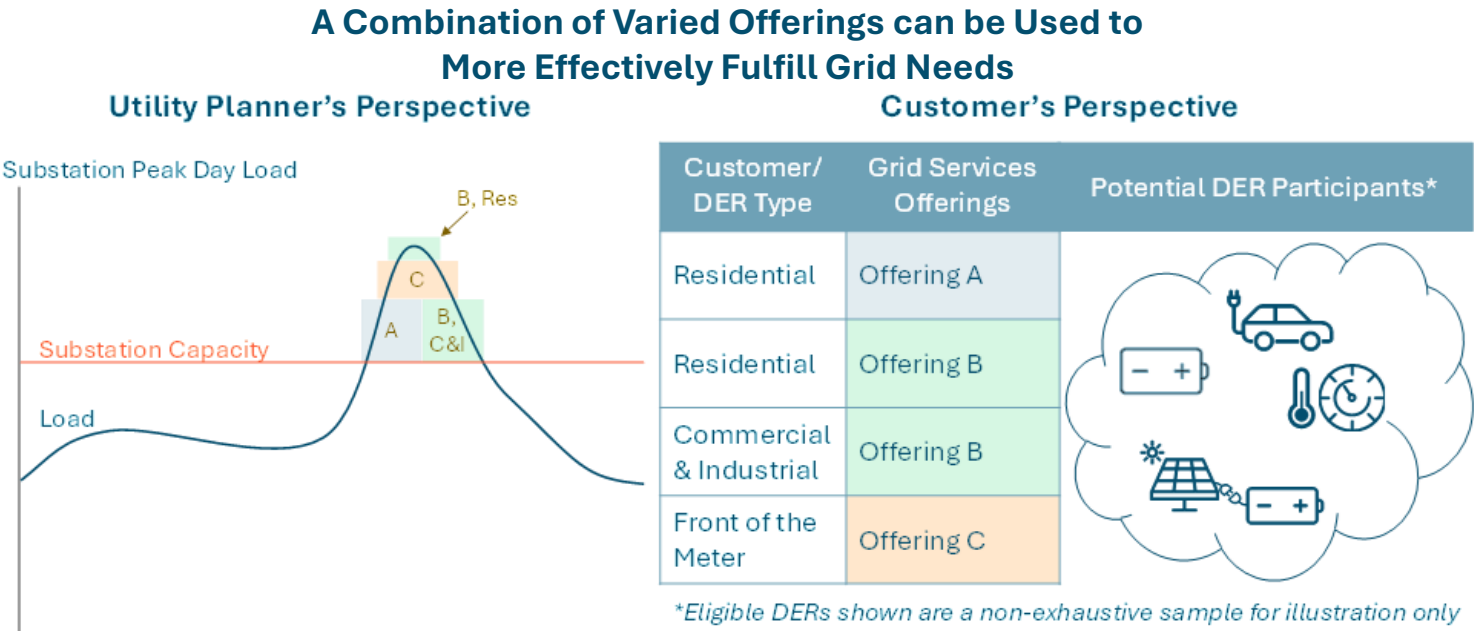 A Combination of Varied Offerings can be Used to
More Effectively Fulfill Grid Needs
Utility Planner's Perspective
Substation Peak Day Load
B, Res
C
A
B,
C&I
Substation Capacity
Load
Customer's Perspective
Customer/
DER Type
Grid Services
Offerings
Potential DER Participants*
Residential
Offering A
Residential
Offering B
Commercial
& Industrial
Offering B
Front of the
Meter
Offering C
*Eligible DERs shown are a non-exhaustive sample for illustration only